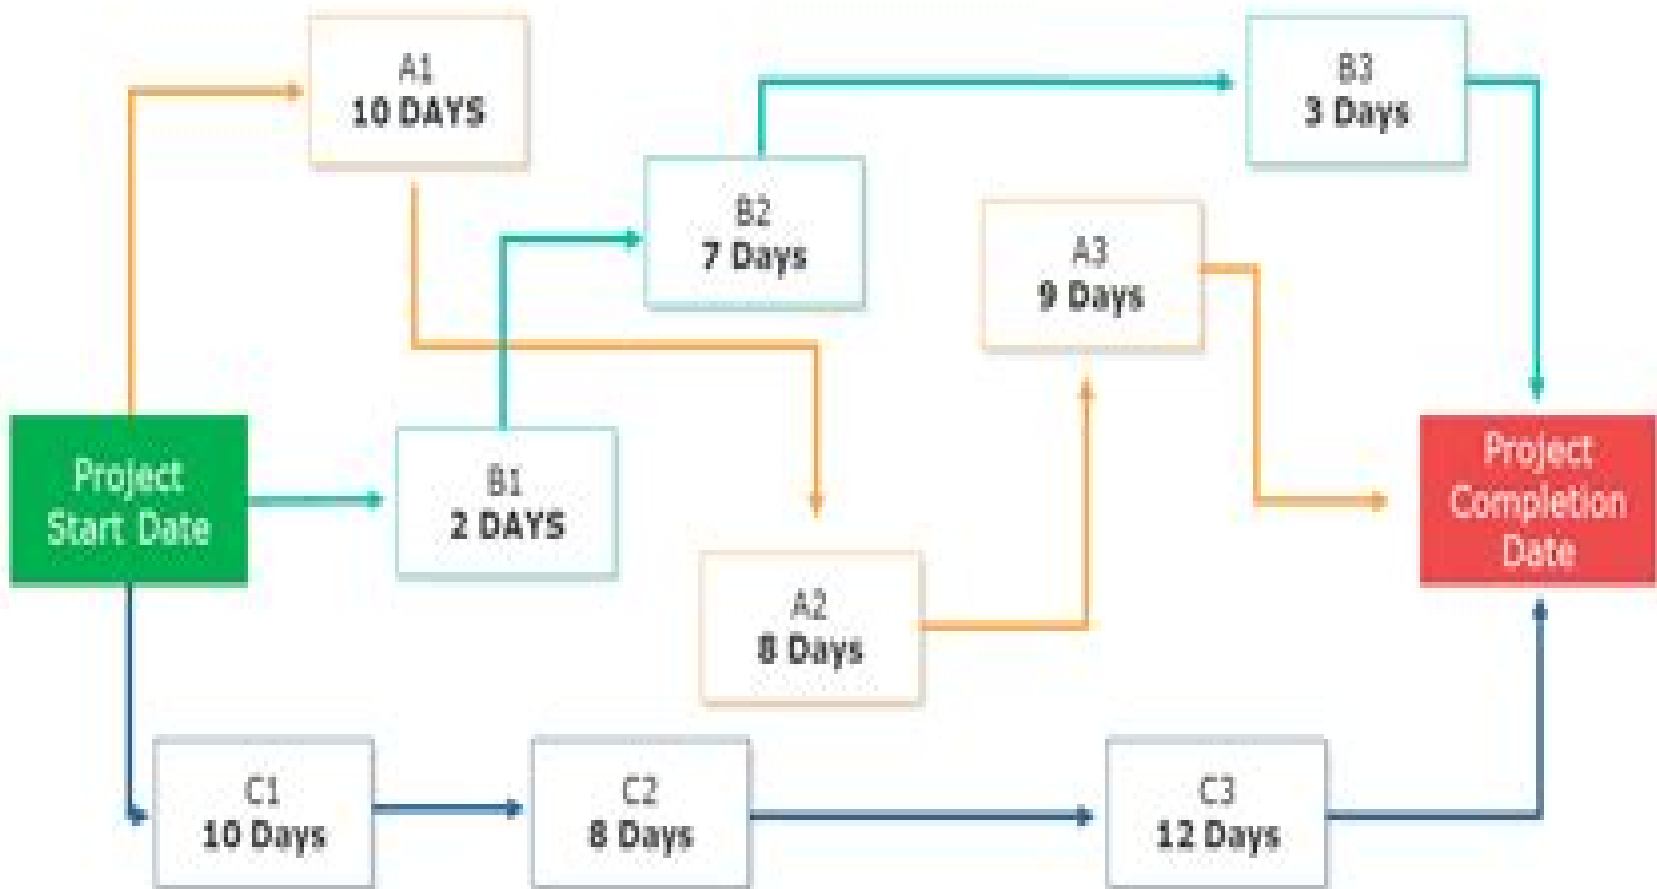 A1
10 DAYS
B3
3 Days
B2
7 Days
A3
9 Days
Project
Start Date
B1
2 DAYS
Project
Completion
Date
A2
8 Days
C1
10 Days
C2
8 Days
C3
12 Days